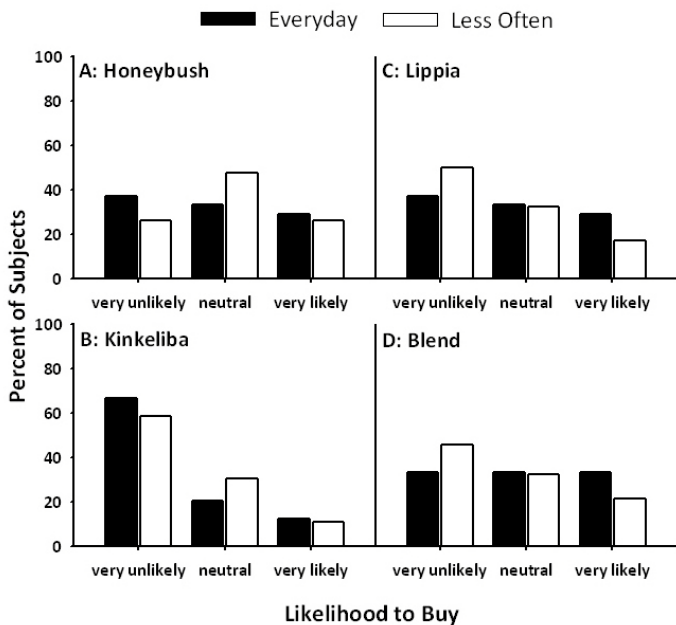 Everyday Less Often
Percent of Subjects
A: Honeybush
100
80
60
40
20
0
very unlikely neutral very likely
C: Lippia
very unlikely neutral very likely
B: Kinkeliba
100
80
60
40
20
0
very unlikely neutral very likely
D: Blend
very unlikely neutral very likely
Likelihood to Buy